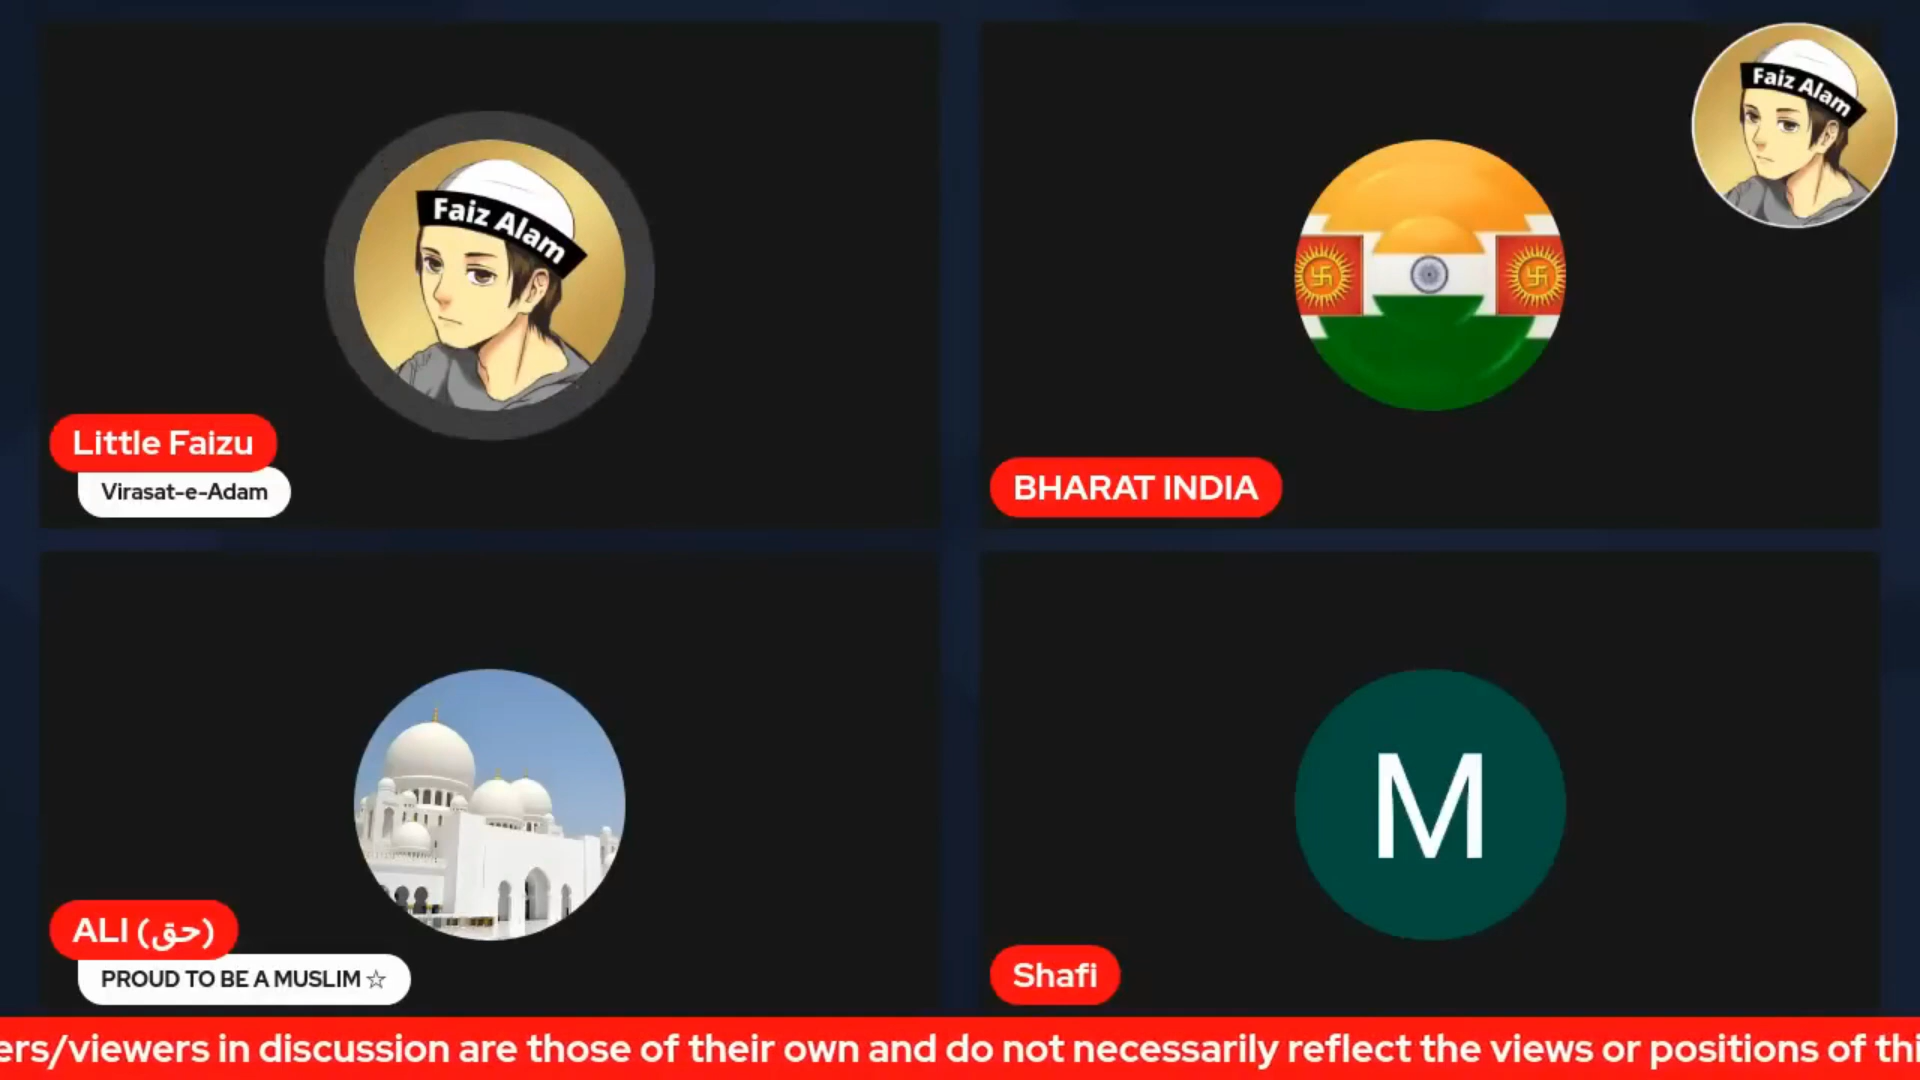 Faiz Alam
Faiz Alam
Little Faizu
Virasat-e-Adam
BHARAT INDIA
M
ALI (حق)
PROUD TO BE A MUSLIM ☆
Shafi
ers/viewers in discussion are those of their own and do not necessarily reflect the views or positions of thi